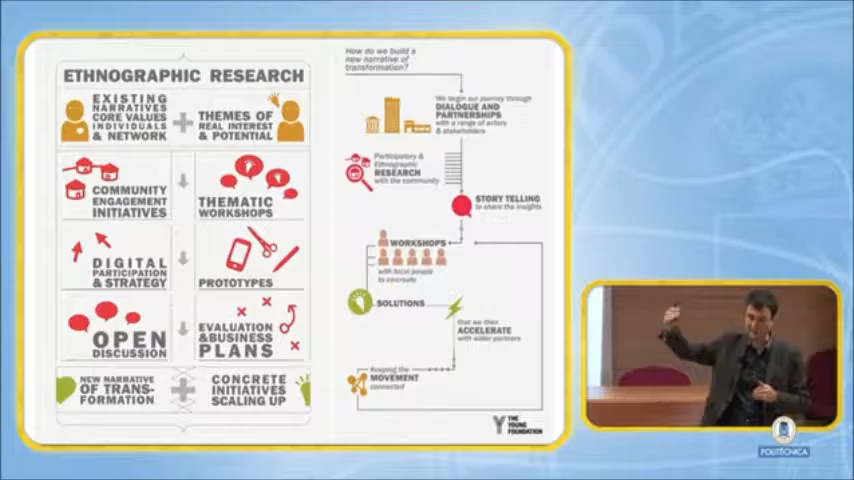 ETHNOGRAPHIC RESEARCH
EXISTING
NARRATIVES
CORE VALUES
INDIVIDUALS
& NETWORK
THEMES OF
REAL INTEREST
& POTENTIAL
COMMUNITY
ENGAGEMENT
INITIATIVES
THEMATIC
WORKSHOPS
DIGITAL
PARTICIPATION
& STRATEGY
PROTOTYPES
OPEN
DISCUSSION
EVALUATION
&BUSINESS
PLANS
NEW NARRATIVE
OF TRANS-
FORMATION
CONCRETE
INITIATIVES
SCALING UP
How do we build a
new narrative of
transformation?
We begin our journey through
DIALOGUE AND
PARTNERSHIPS
with a range of actors
& stakeholders
Participatory &
Ethnographic
RESEARCH
with the community
STORY TELLING
to share the insights
WORKSHOPS
with local people
to co-create
SOLUTIONS
that we then
ACCELERATE
with wider partners
Keeping the
MOVEMENT
connected
THE
YOUNG
FOUNDATION
POLITÉCNICA